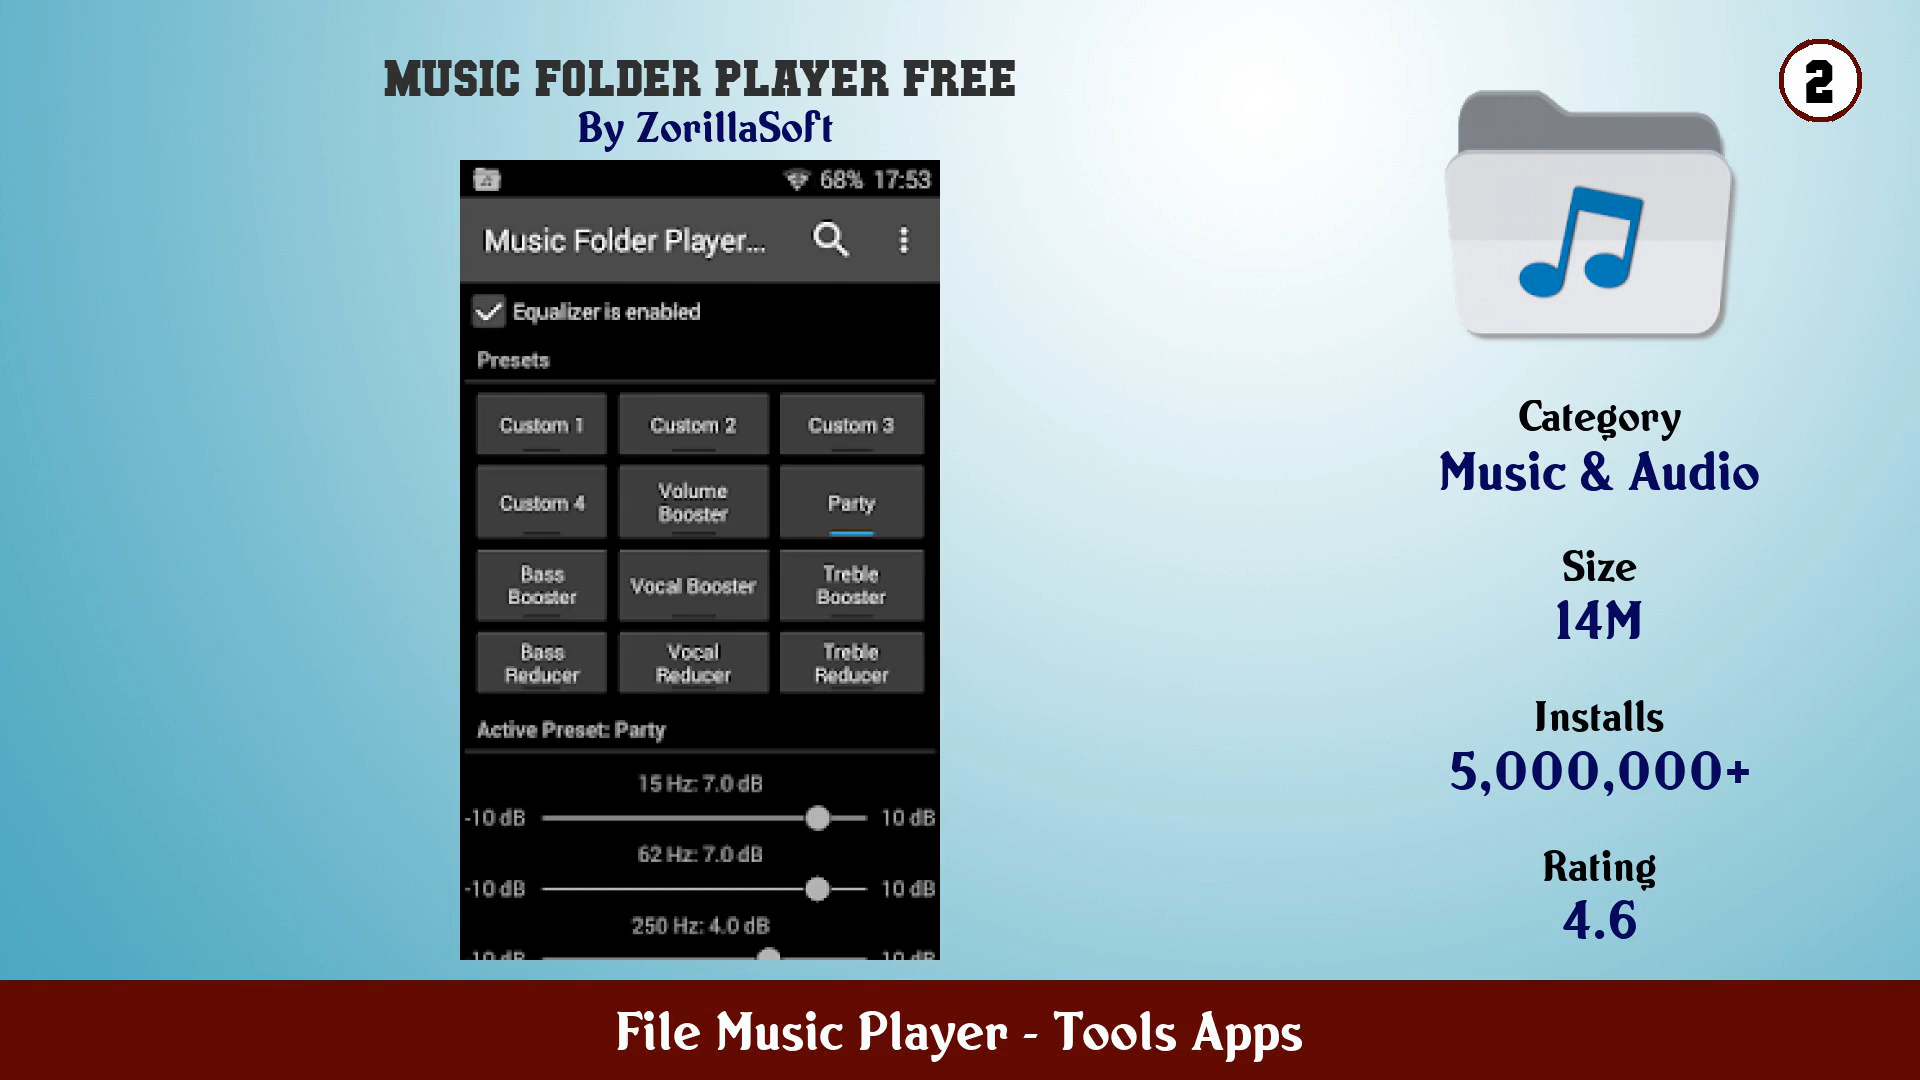 MUSIC FOLDER PLAYER FREE
By ZorillaSoft
2
68% 17:53
Music Folder Player...
Equalizer is enabled
Presets
Custom 1 Custom 2 Custom 3
Custom 4 Volume Booster Party
Bass Booster Vocal Booster Treble Booster
Bass Reducer Vocal Reducer Treble Reducer
Active Preset: Party
15 Hz: 7.0 dB
-10 dB 10 dB
62 Hz: 7.0 dB
-10 dB 10 dB
250 Hz: 4.0 dB
-10 dB 10 dB
Category
Music & Audio
Size
14M
Installs
5,000,000+
Rating
4.6
File Music Player - Tools Apps